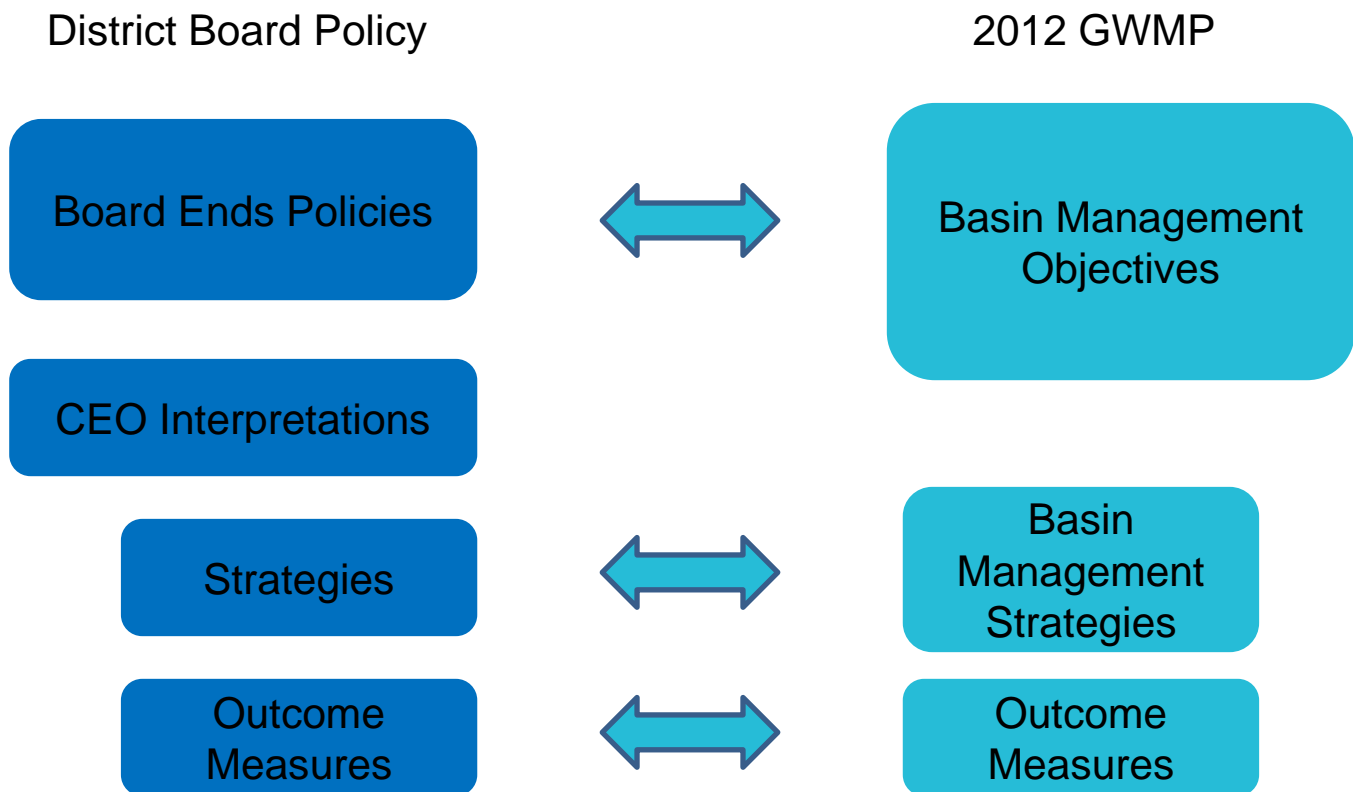 District Board Policy
2012 GWMP
Board Ends Policies
Basin Management
Objectives
CEO Interpretations
Strategies
Basin
Management
Strategies
Outcome
Measures
Outcome
Measures